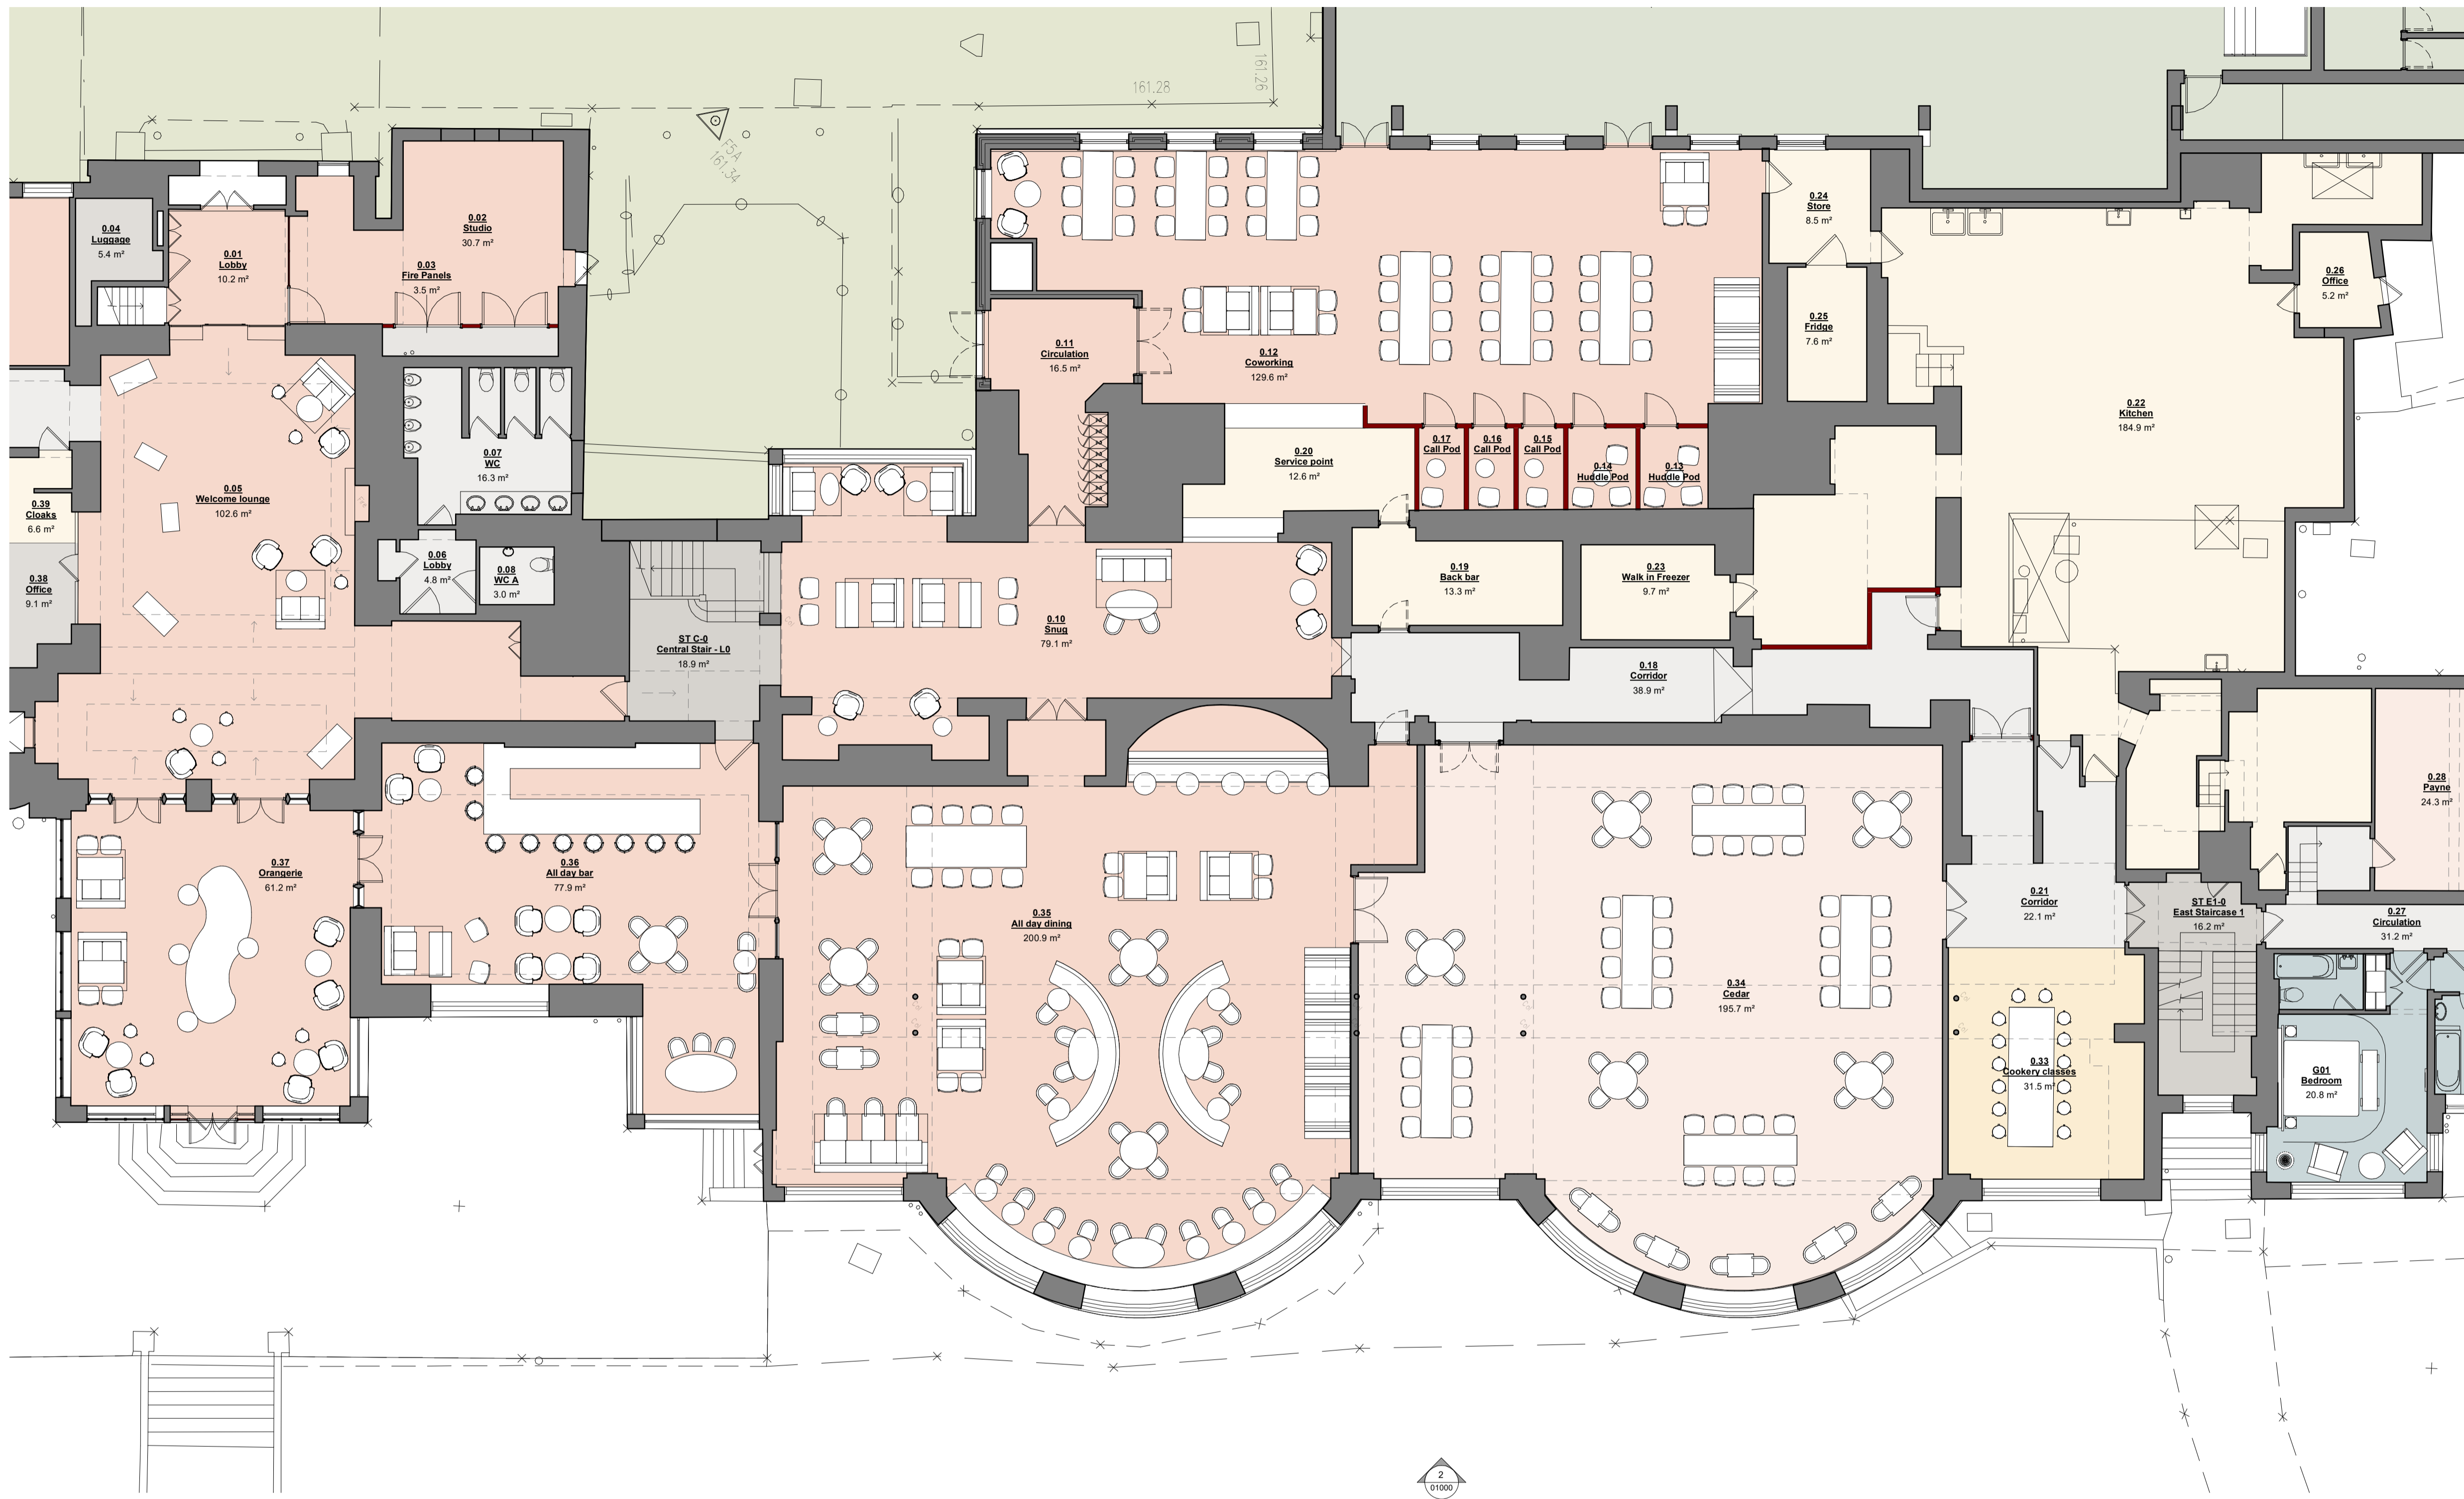 161.28
161.26
F5A
161.34
0.04
Luggage
5.4 m²
0.01
Lobby
10.2 m²
0.02
Studio
30.7 m²
0.03
Fire Panels
3.5 m²
0.24
Store
8.5 m²
0.26
Office
5.2 m²
0.25
Fridge
7.6 m²
0.11
Circulation
16.5 m²
0.12
Coworking
129.6 m²
0.22
Kitchen
184.9 m²
0.17
Call Pod
0.16
Call Pod
0.15
Call Pod
0.14
Huddle Pod
0.13
Huddle Pod
0.20
Service point
12.6 m²
0.07
WC
16.3 m²
0.05
Welcome lounge
102.6 m²
0.39
Cloaks
6.6 m²
0.38
Office
9.1 m²
0.06
Lobby
4.8 m²
0.08
WC A
3.0 m²
0.19
Back bar
13.3 m²
0.23
Walk in Freezer
9.7 m²
0.10
Snug
79.1 m²
ST C-0
Central Stair - L0
18.9 m²
0.18
Corridor
38.9 m²
0.28
Payne
24.3 m²
0.37
Orangerie
61.2 m²
0.36
All day bar
77.9 m²
0.35
All day dining
200.9 m²
0.34
Cedar
195.7 m²
0.21
Corridor
22.1 m²
ST E1-0
East Staircase 1
16.2 m²
0.27
Circulation
31.2 m²
0.33
Cookery classes
31.5 m²
G01
Bedroom
20.8 m²
2
01000